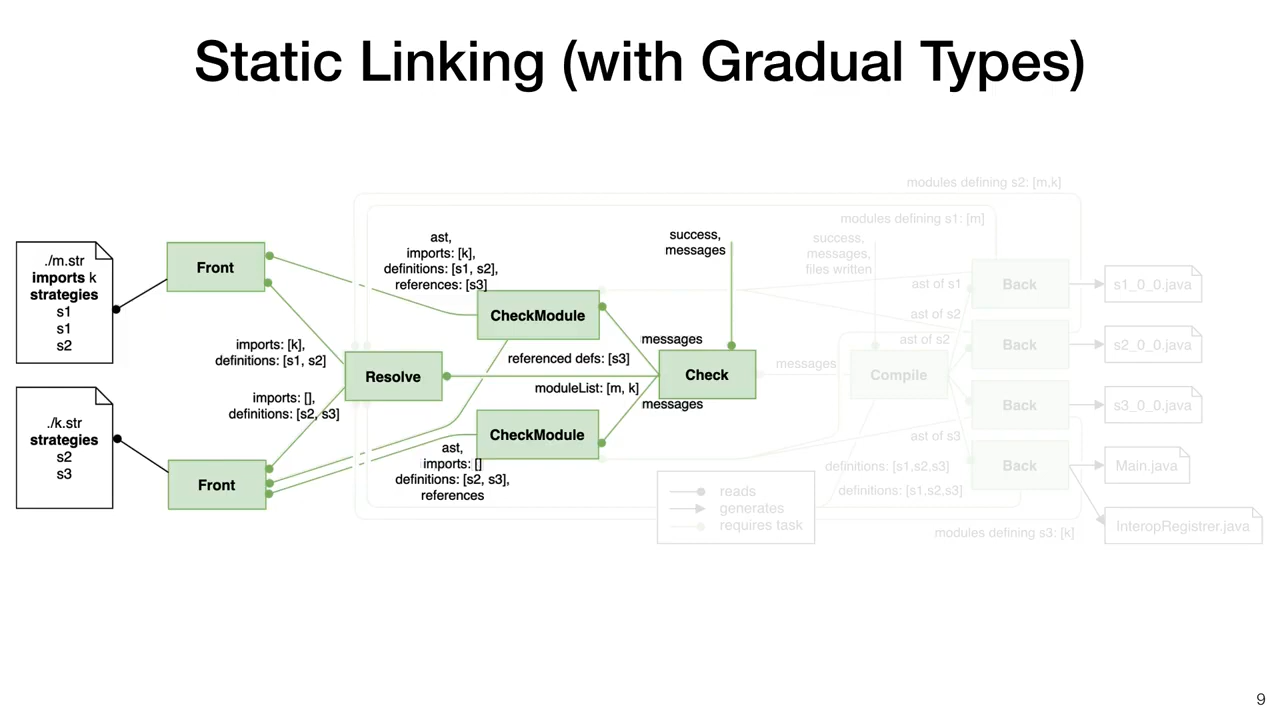 Static Linking (with Gradual Types)
modules defining s2: [m,k]
modules defining s1: [m]
./m.str
imports k
strategies
s1
s1
s2
Front
ast,
imports: [k],
definitions: [s1, s2],
references: [s3]
success,
messages
success,
messages,
files written
CheckModule
imports: [k],
definitions: [s1, s2]
Resolve
referenced defs: [s3]
moduleList: [m, k]
messages
Check
messages
messages
Compile
ast of s1
ast of s2
ast of s2
ast of s3
Back
s1_0_0.java
Back
s2_0_0.java
Back
s3_0_0.java
Back
Main.java
InteropRegistrer.java
./k.str
strategies
s2
s3
imports: [],
definitions: [s2, s3]
Front
CheckModule
ast,
imports: []
definitions: [s2, s3],
references
definitions: [s1,s2,s3]
definitions: [s1,s2,s3]
reads
generates
requires task
modules defining s3: [k]
9